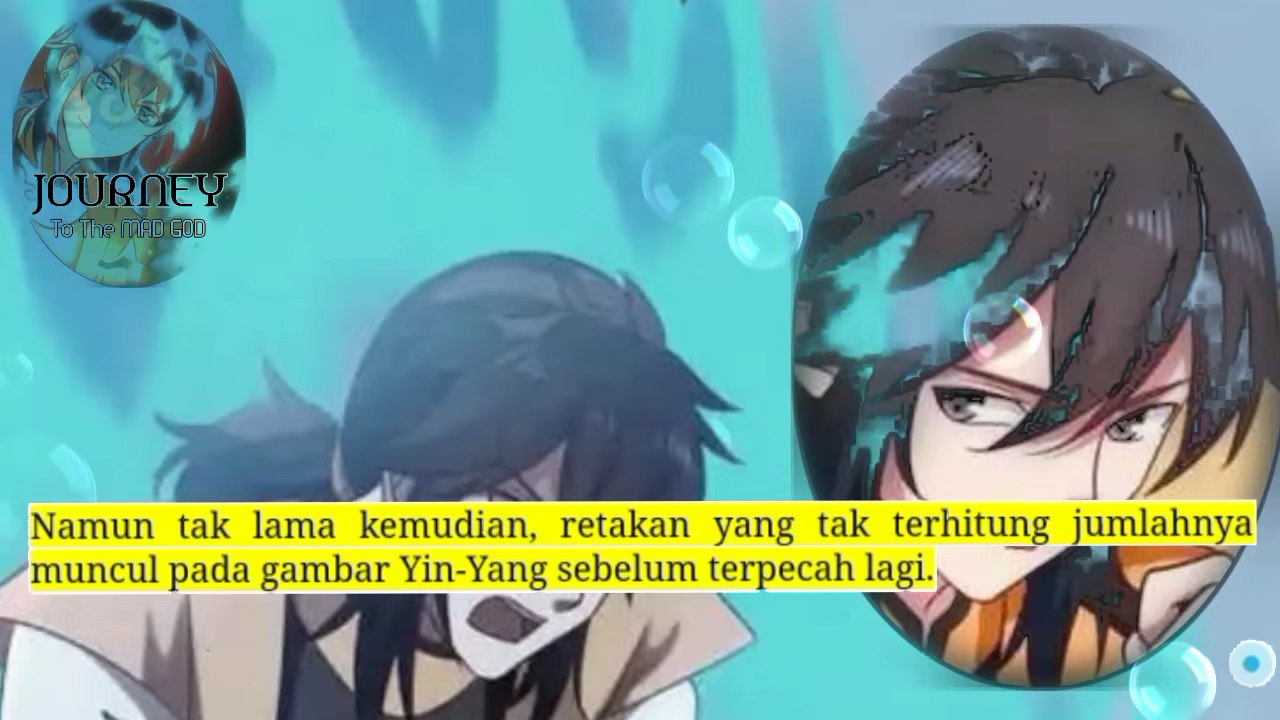 JOURNEY
To The MAD GOD
Namun tak lama kemudian, retakan yang tak terhitung jumlahnya
muncul pada gambar Yin-Yang sebelum terpecah lagi.